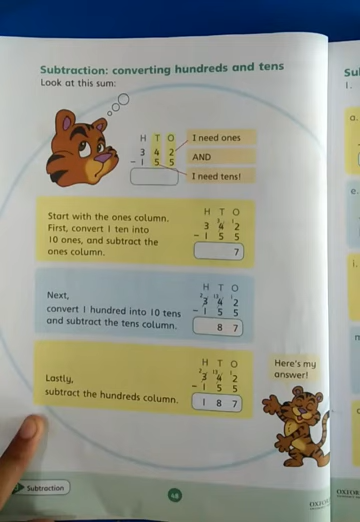 Subtraction: converting hundreds and tens
Look at this sum:
H T O
3 4 2
− 1 5 5
I need ones
AND
I need tens!
Start with the ones column.
First, convert 1 ten into
10 ones, and subtract the
ones column.
H T O
3 1
3 4 2
− 1 5 5
7
Next,
convert 1 hundred into 10 tens
and subtract the tens column.
H T O
2 13 1
3 4 2
− 1 5 5
8 7
Lastly,
subtract the hundreds column.
H T O
2 13 1
3 4 2
− 1 5 5
1 8 7
Here's my
answer!
Subtraction
48
OXFOR
Su
1.
a.
e.
i.